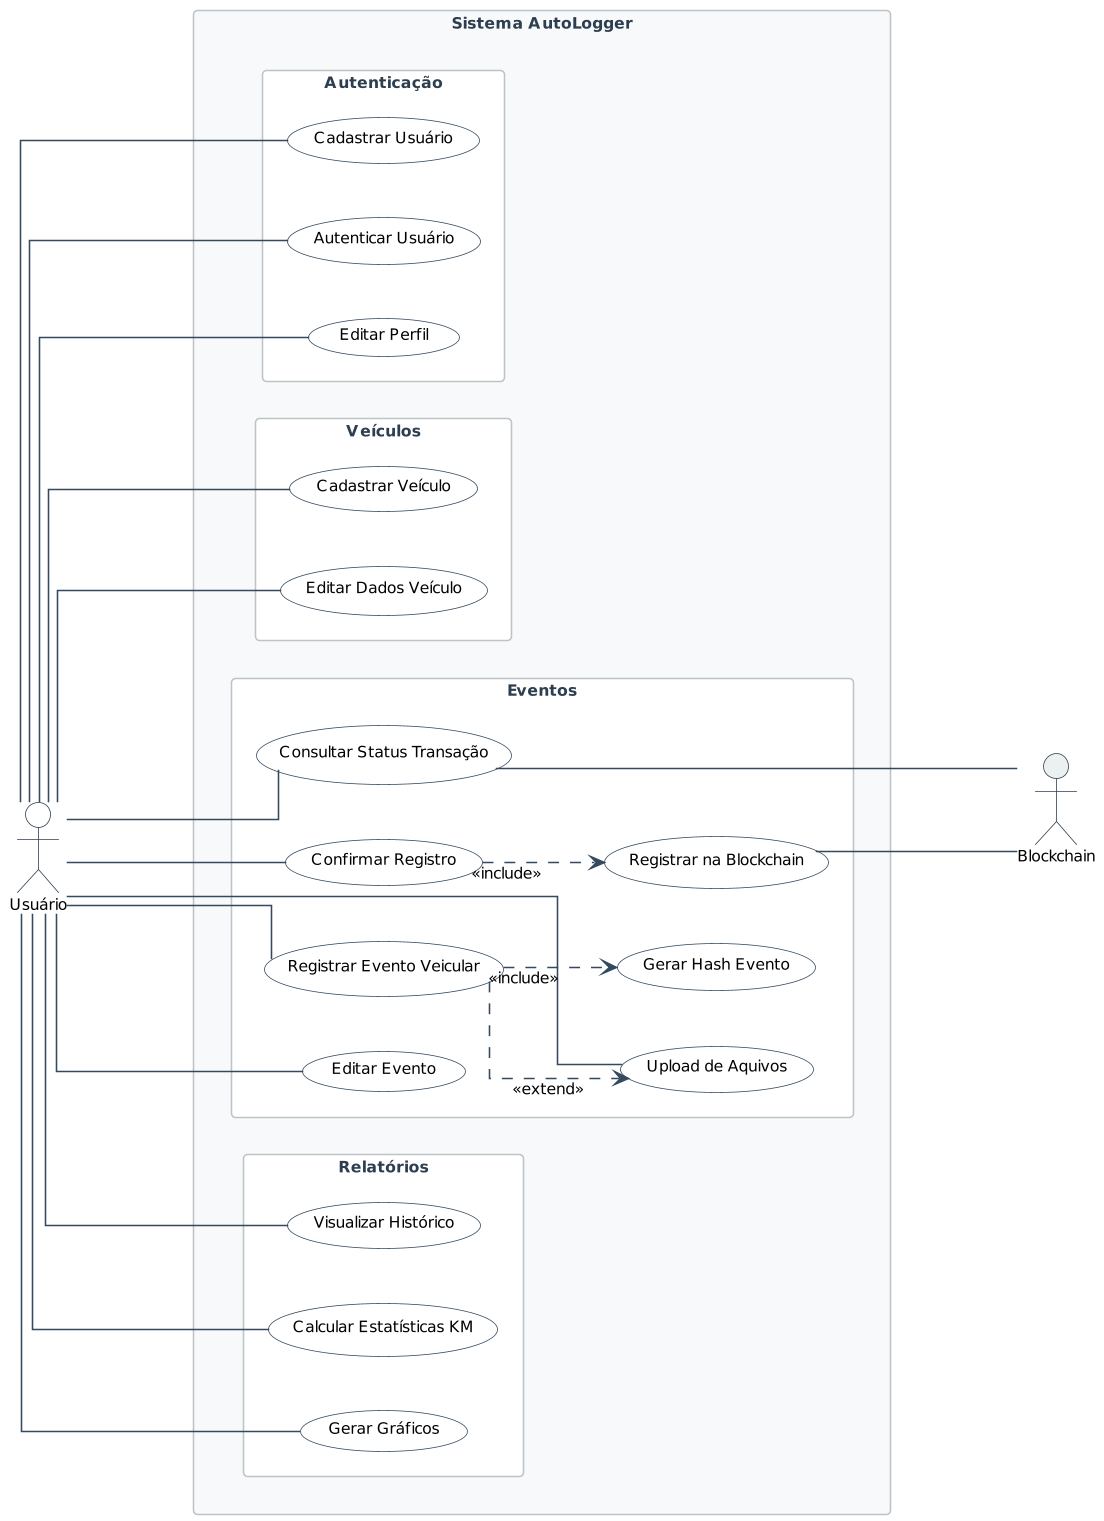 Sistema AutoLogger
Autenticação
Cadastrar Usuário
Autenticar Usuário
Editar Perfil
Veículos
Cadastrar Veículo
Editar Dados Veículo
Eventos
Consultar Status Transação
Confirmar Registro
«include»
Registrar na Blockchain
Blockchain
Usuário
Registrar Evento Veicular
«include»
Gerar Hash Evento
Editar Evento
«extend»
Upload de Aquivos
Relatórios
Visualizar Histórico
Calcular Estatísticas KM
Gerar Gráficos